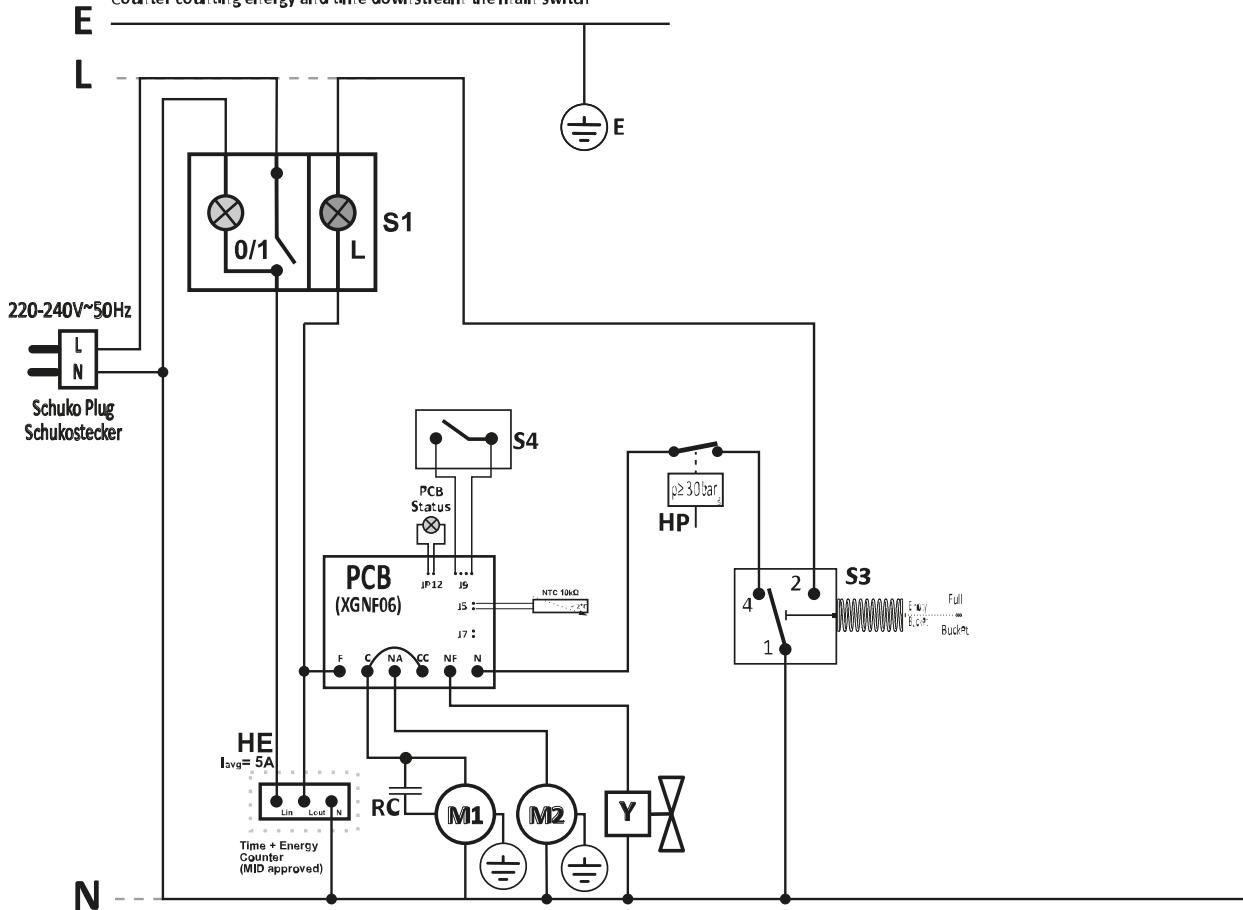 Counter counting energy and time downstream the main switch
E
L
E
S1
0/1
L
220-240V~50Hz
L
N
Schuko Plug
Schukostecker
S4
PCB
Status
p≥30bar
HP
PCB
(XGNF06)
JP12
J9
J5
NTC 10kΩ
J7
S3
4
2
1
Empty
Bucket
Full
Bucket
F
C
NA
CC
NF
N
HE
Iavg= 5A
Lin
Lout
N
RC
M1
M2
Y
Time + Energy
Counter
(MID approved)
N